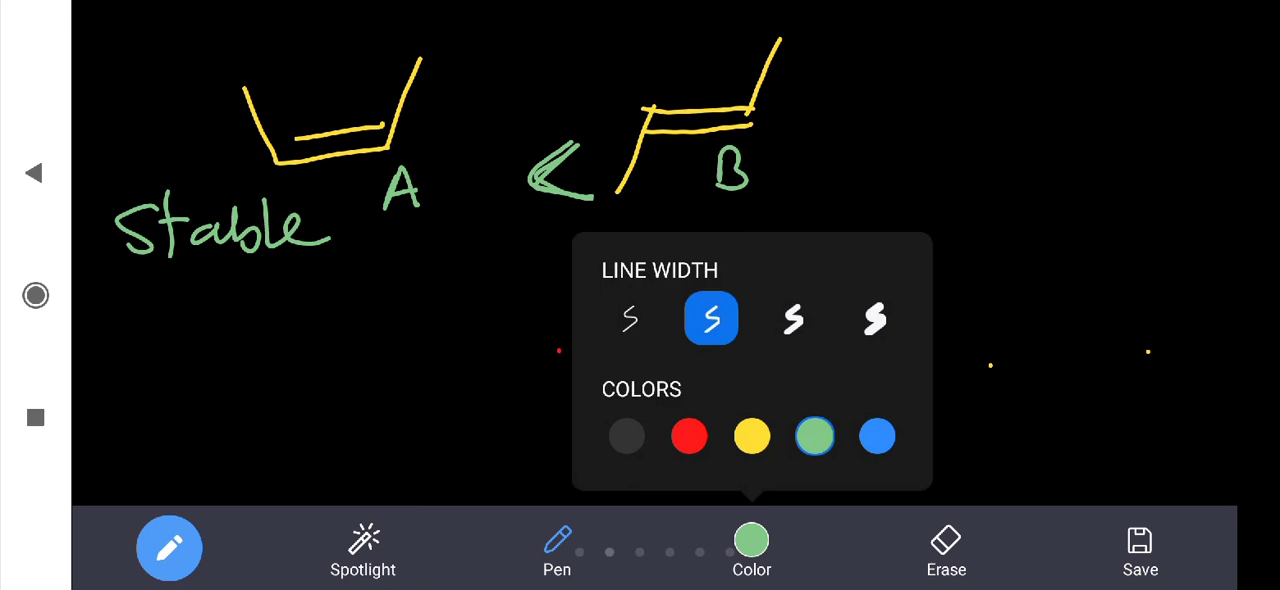 A
<
B
Stable
LINE WIDTH
COLORS
Spotlight
Pen
Color
Erase
Save